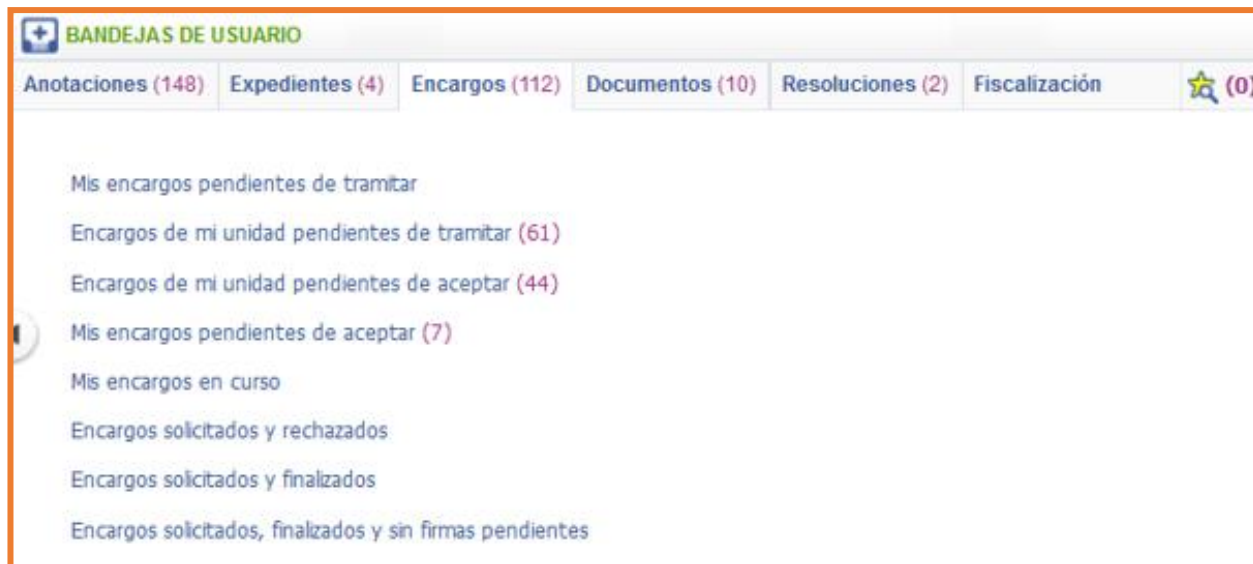 BANDEJAS DE USUARIO
Anotaciones (148) Expedientes (4) Encargos (112) Documentos (10) Resoluciones (2) Fiscalización (0)
Mis encargos pendientes de tramitar
Encargos de mi unidad pendientes de tramitar (61)
Encargos de mi unidad pendientes de aceptar (44)
Mis encargos pendientes de aceptar (7)
Mis encargos en curso
Encargos solicitados y rechazados
Encargos solicitados y finalizados
Encargos solicitados, finalizados y sin firmas pendientes